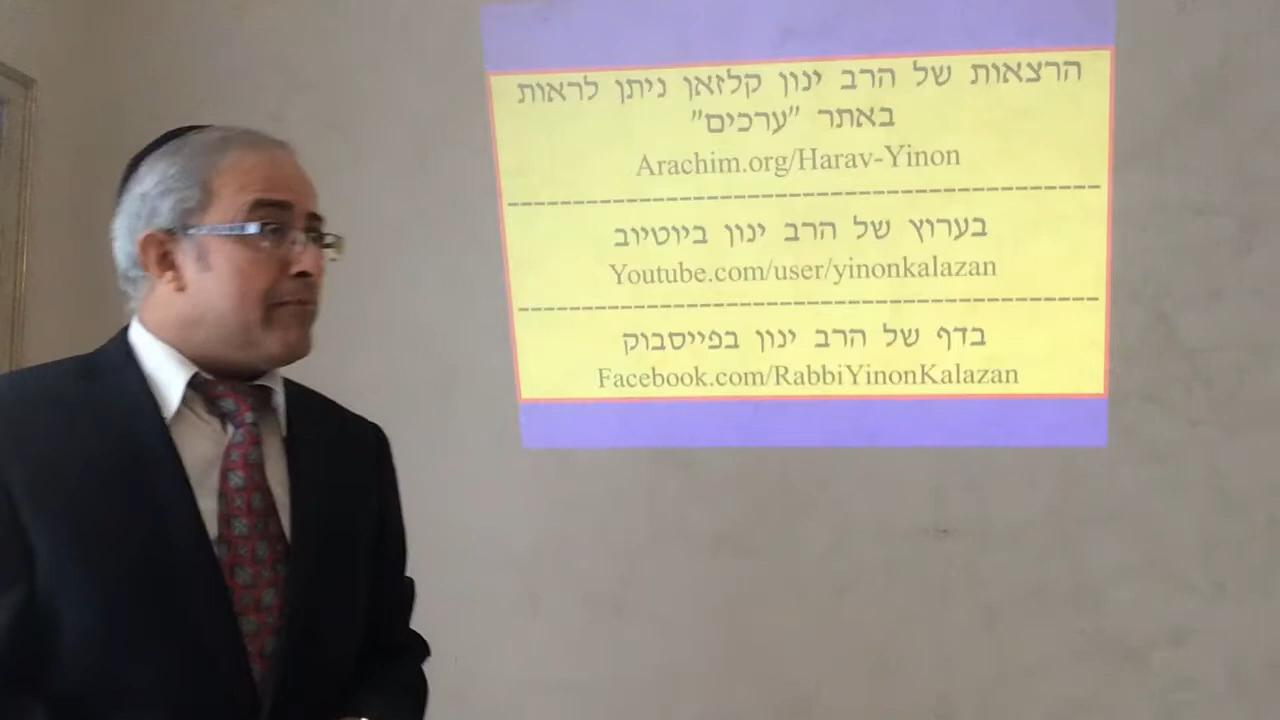 הרצאות של הרב ינון קלזאן ניתן לראות
באתר "ערכים"
Arachim.org/Harav-Yinon
בערוץ של הרב ינון ביוטיוב
Youtube.com/user/yinonkalazan
בדף של הרב ינון בפייסבוק
Facebook.com/RabbiYinonKalazan